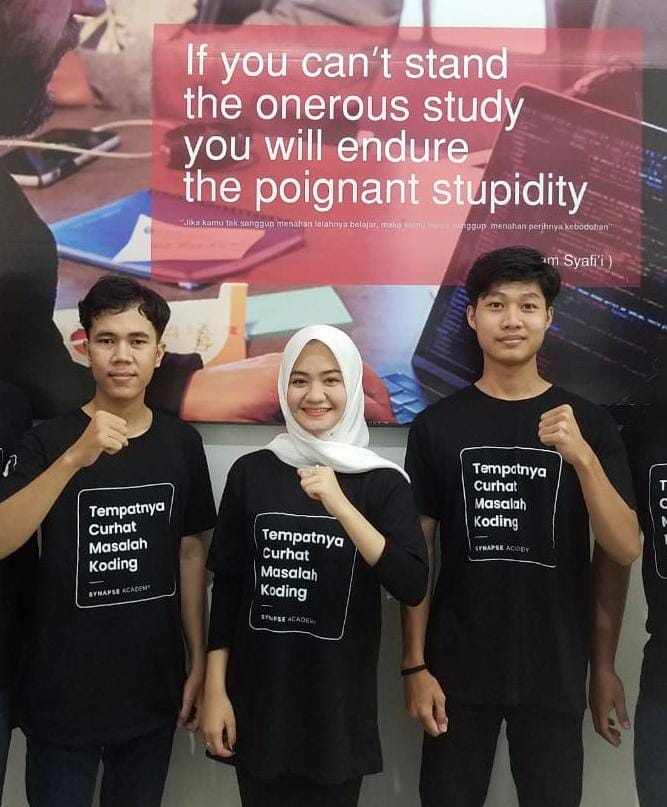 If you can't stand
the onerous study
you will endure
the poignant stupidity
"Jika kamu tak sanggup menahan lelahnya belajar, maka kamu harus sanggup menahan perihnya kebodohan"
am Syafi'i )
Tempatnya
Curhat
Masalah
Koding
SYNAPSE ACADEMY
Tempatnya
Curhat
Masalah
Koding
SYNAPSE ACADEMY
Tempatnya
Curhat
Masalah
Koding
SYNAPSE